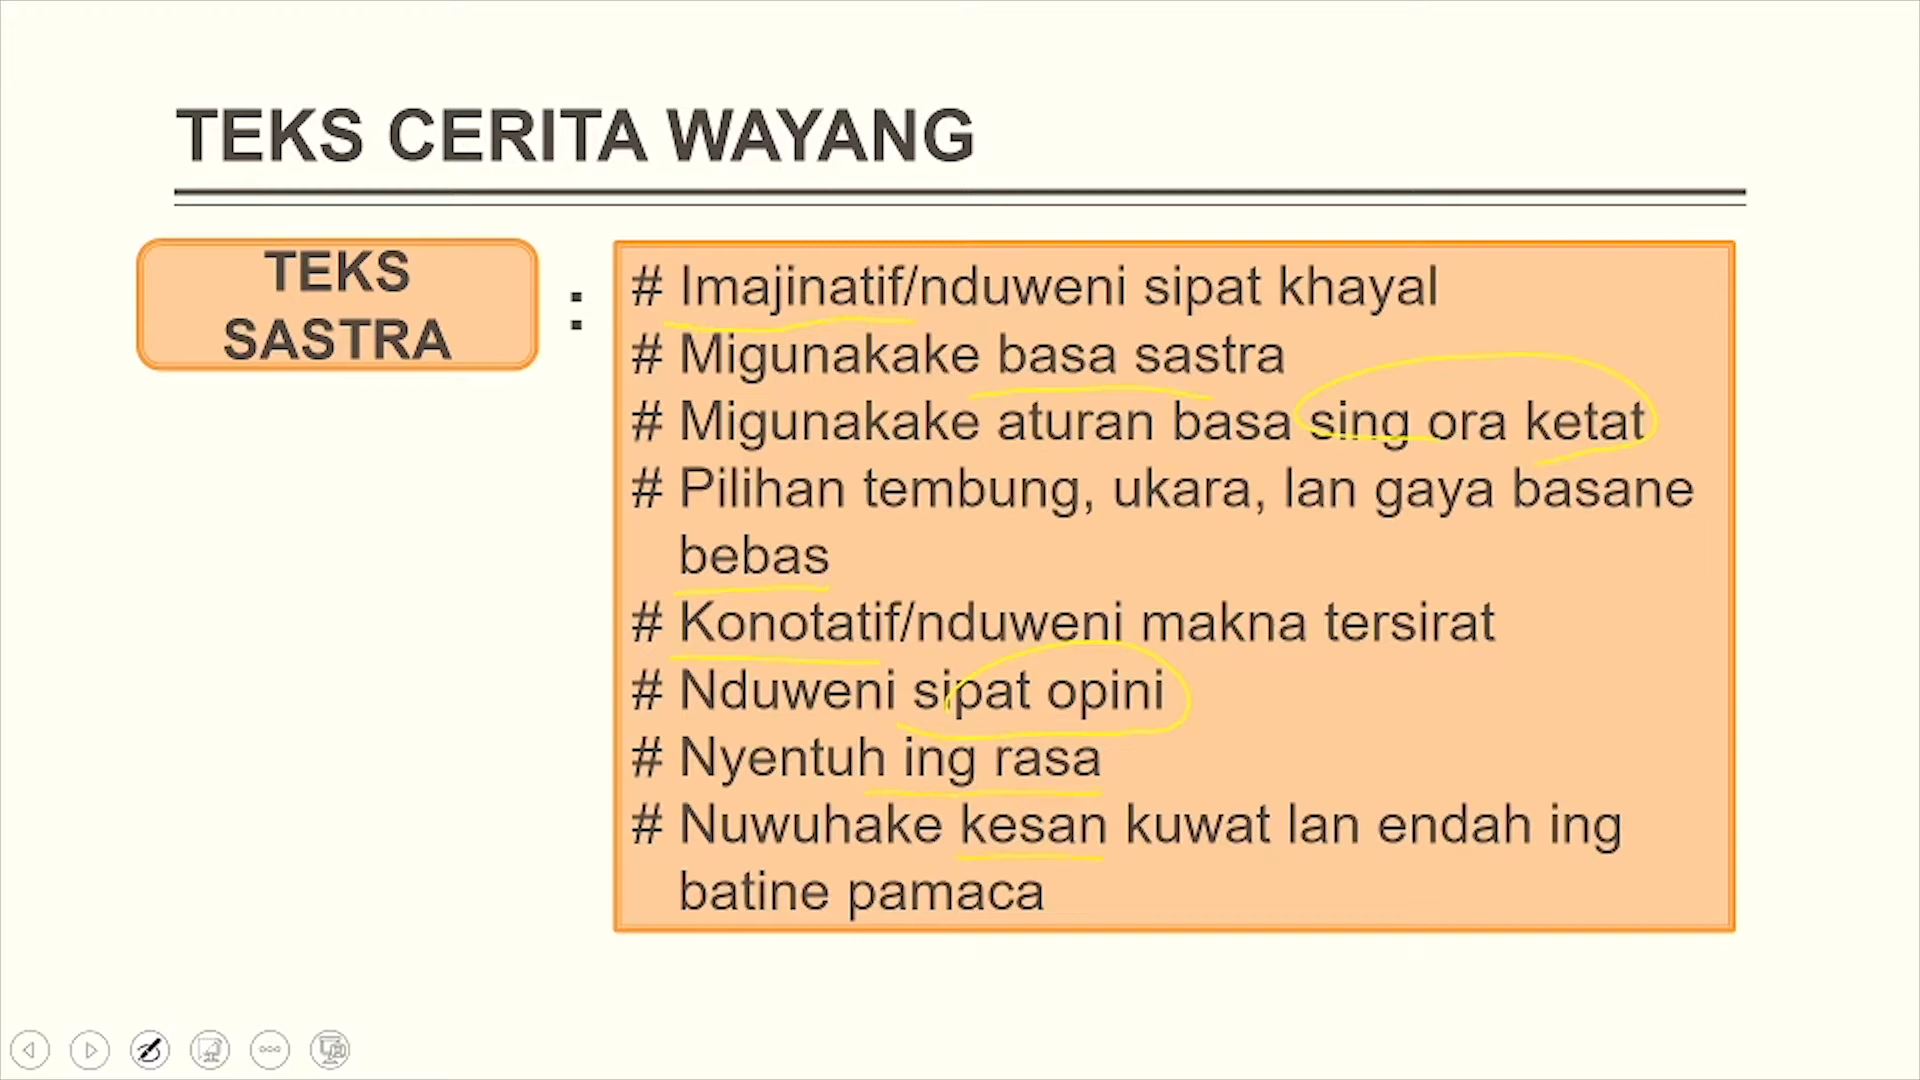 TEKS CERITA WAYANG
TEKS
SASTRA
:
# Imajinatif/nduweni sipat khayal
# Migunakake basa sastra
# Migunakake aturan basa sing ora ketat
# Pilihan tembung, ukara, lan gaya basane
bebas
# Konotatif/nduweni makna tersirat
# Nduweni sipat opini
# Nyentuh ing rasa
# Nuwuhake kesan kuwat lan endah ing
batine pamaca